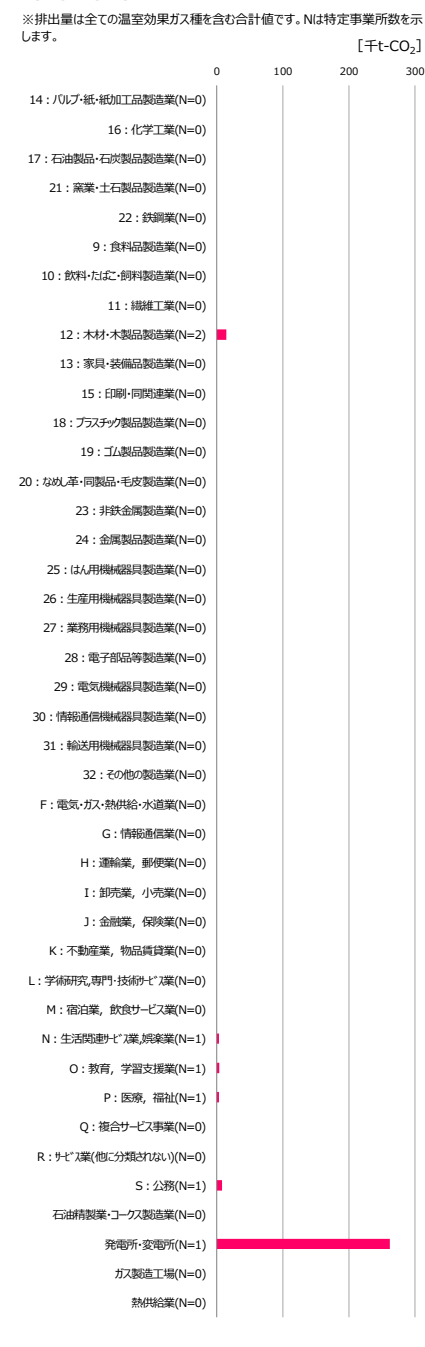 ※排出量は全ての温室効果ガス種を含む合計値です。Nは特定事業所数を示
します。
[千t-CO₂]
0 100 200 300
14：パルプ・紙・紙加工品製造業(N=0)
16：化学工業(N=0)
17：石油製品・石炭製品製造業(N=0)
21：窯業・土石製品製造業(N=0)
22：鉄鋼業(N=0)
9：食料品製造業(N=0)
10：飲料・たばこ・飼料製造業(N=0)
11：繊維工業(N=0)
12：木材・木製品製造業(N=2)
13：家具・装備品製造業(N=0)
15：印刷・同関連業(N=0)
18：プラスチック製品製造業(N=0)
19：ゴム製品製造業(N=0)
20：なめし革・同製品・毛皮製造業(N=0)
23：非鉄金属製造業(N=0)
24：金属製品製造業(N=0)
25：はん用機械器具製造業(N=0)
26：生産用機械器具製造業(N=0)
27：業務用機械器具製造業(N=0)
28：電子部品等製造業(N=0)
29：電気機械器具製造業(N=0)
30：情報通信機械器具製造業(N=0)
31：輸送用機械器具製造業(N=0)
32：その他の製造業(N=0)
F：電気・ガス・熱供給・水道業(N=0)
G：情報通信業(N=0)
H：運輸業，郵便業(N=0)
I：卸売業，小売業(N=0)
J：金融業，保険業(N=0)
K：不動産業，物品賃貸業(N=0)
L：学術研究,専門・技術ｻｰﾋﾞｽ業(N=0)
M：宿泊業，飲食サービス業(N=0)
N：生活関連ｻｰﾋﾞｽ業,娯楽業(N=1)
O：教育，学習支援業(N=1)
P：医療，福祉(N=1)
Q：複合サービス事業(N=0)
R：ｻｰﾋﾞｽ業(他に分類されない)(N=0)
S：公務(N=1)
石油精製業・コークス製造業(N=0)
発電所・変電所(N=1)
ガス製造工場(N=0)
熱供給業(N=0)